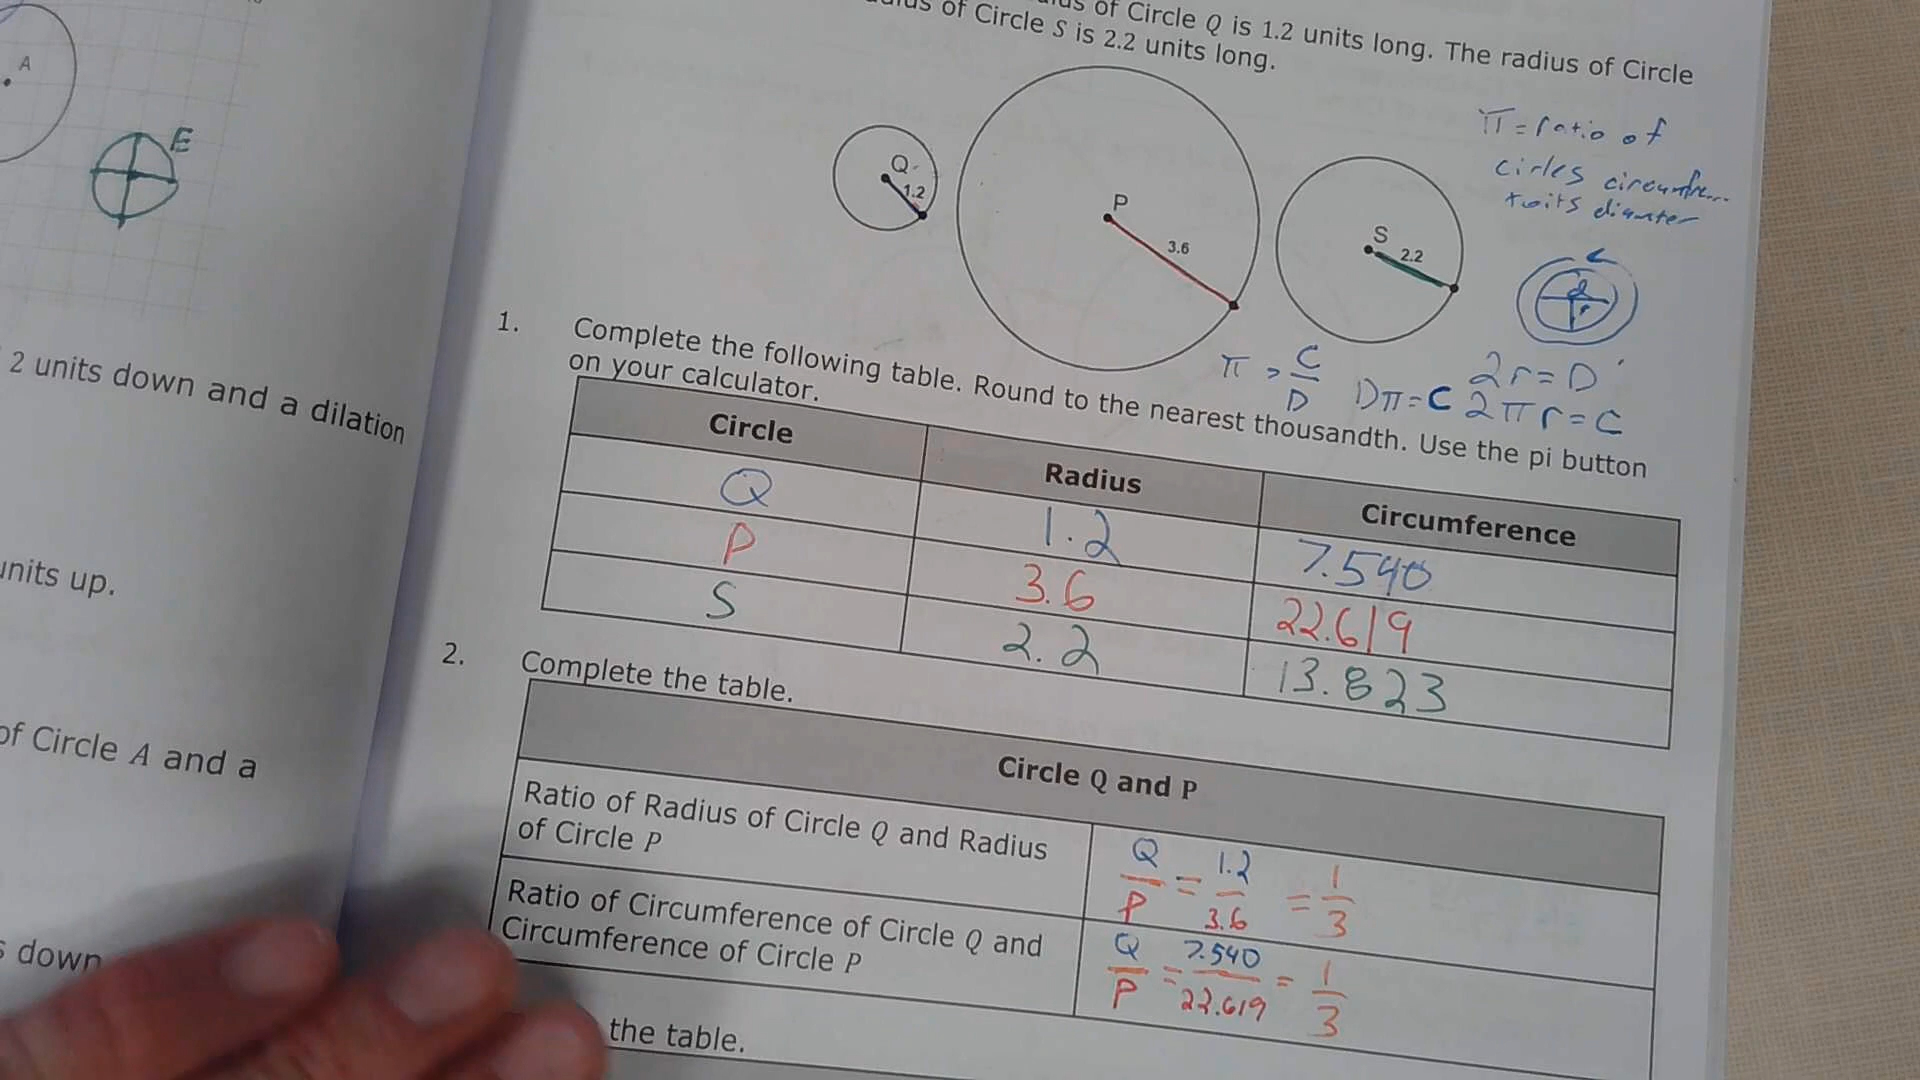 A
E
2 units down and a dilation
units up.
of Circle A and a
down
of Circle Q is 1.2 units long. The radius of Circle
of Circle S is 2.2 units long.
Q
1.2
P
3.6
S
2.2
π = ratio of
cirles circumfre...
to its diamter
C
d
r
π = C/D
Dπ = C
2r = D
2πr = C
1. Complete the following table. Round to the nearest thousandth. Use the pi button
on your calculator.
Circle Radius Circumference
Q 1.2 7.540
P 3.6 22.619
S 2.2 13.823
2. Complete the table.
Circle Q and P
Ratio of Radius of Circle Q and Radius
of Circle P
Q/P = 1.2/3.6 = 1/3
Ratio of Circumference of Circle Q and
Circumference of Circle P
Q/P = 7.540/22.619 = 1/3
the table.